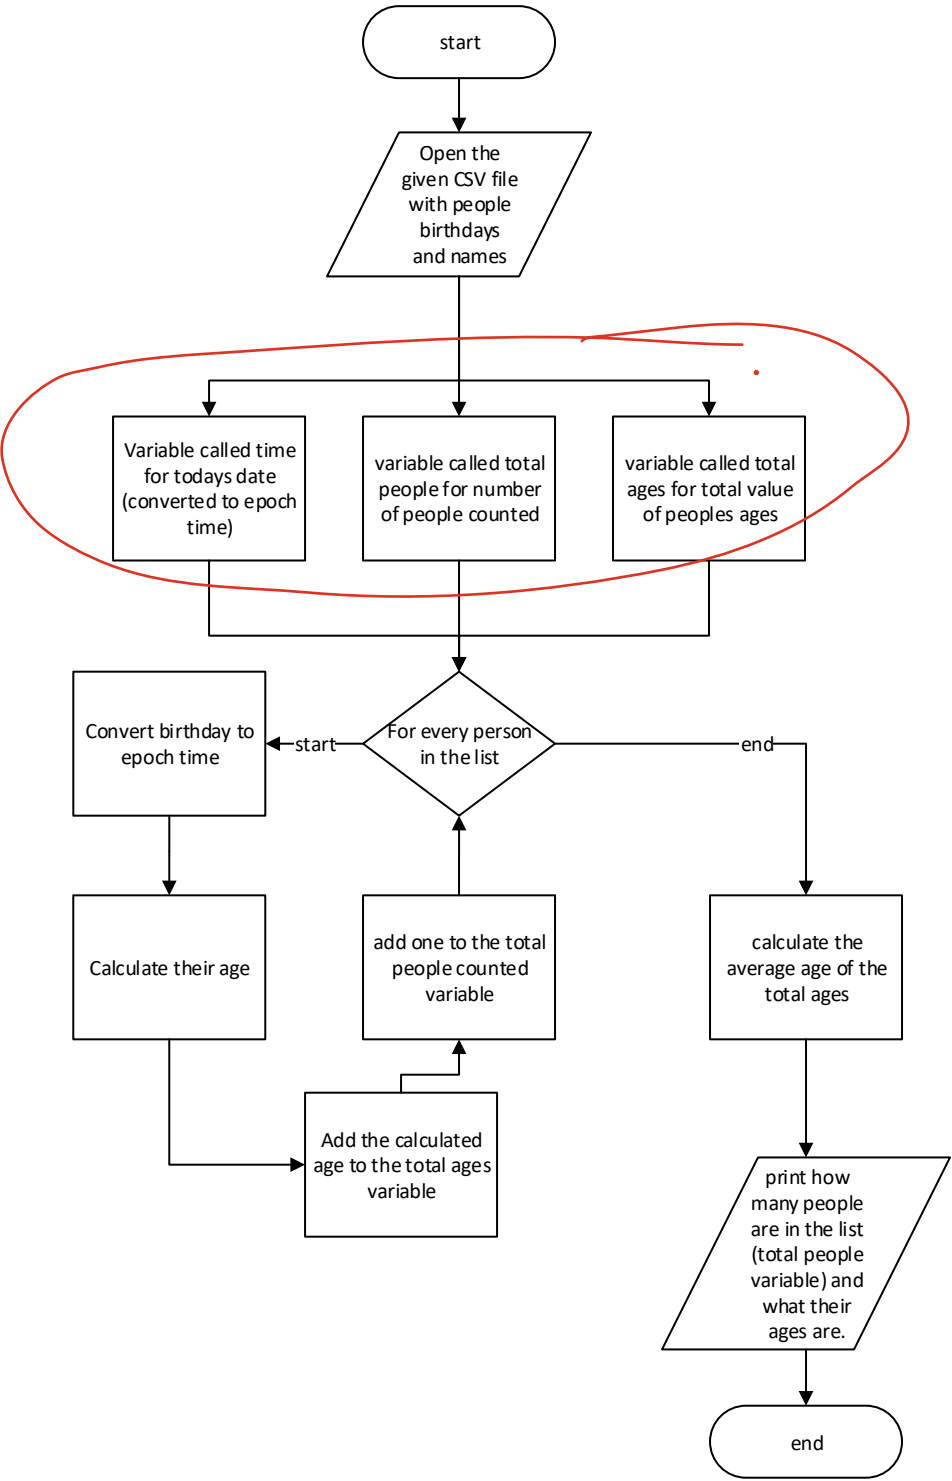 start
Open the
given CSV file
with people
birthdays
and names
Variable called time
for todays date
(converted to epoch
time)
variable called total
people for number
of people counted
variable called total
ages for total value
of peoples ages
For every person
in the list
start
end
Convert birthday to
epoch time
Calculate their age
Add the calculated
age to the total ages
variable
add one to the total
people counted
variable
calculate the
average age of the
total ages
print how
many people
are in the list
(total people
variable) and
what their
ages are.
end